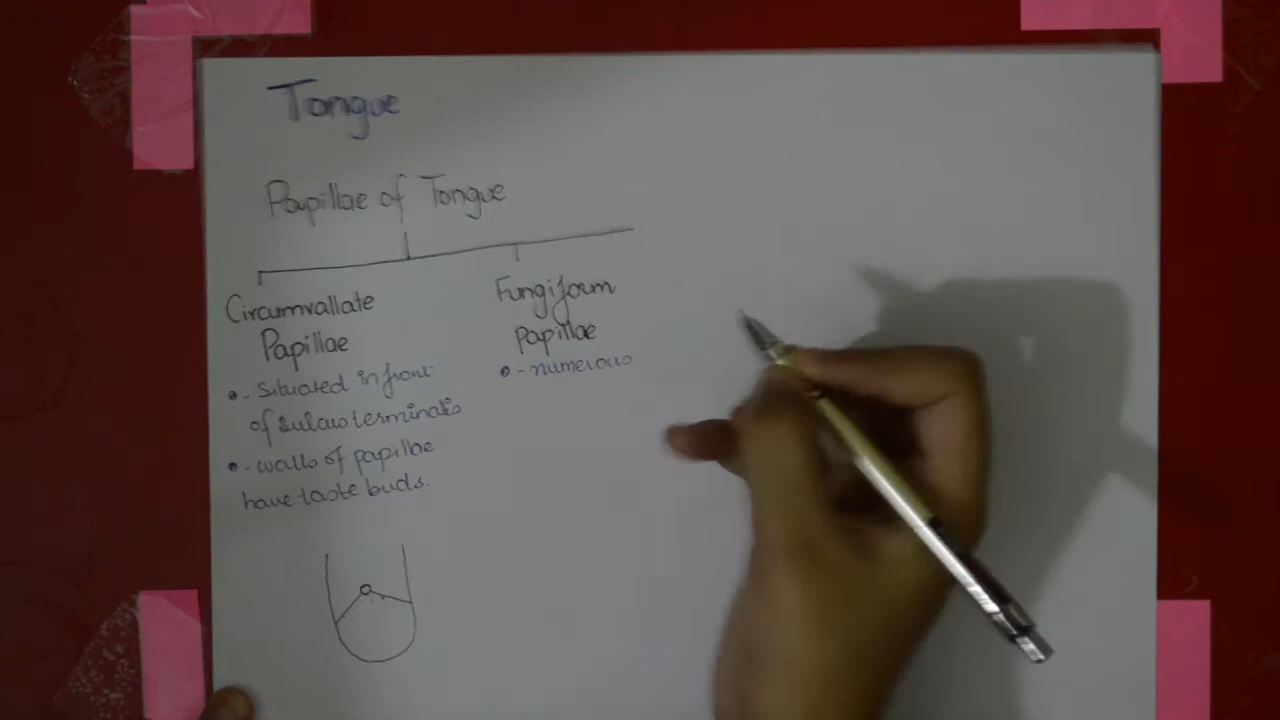 Tongue
Papillae of Tongue
Circumvallate
Papillae
- Situated in front
of Sulcus terminalis
- walls of papillae
have taste buds.
Fungiform
Papillae
- numerous